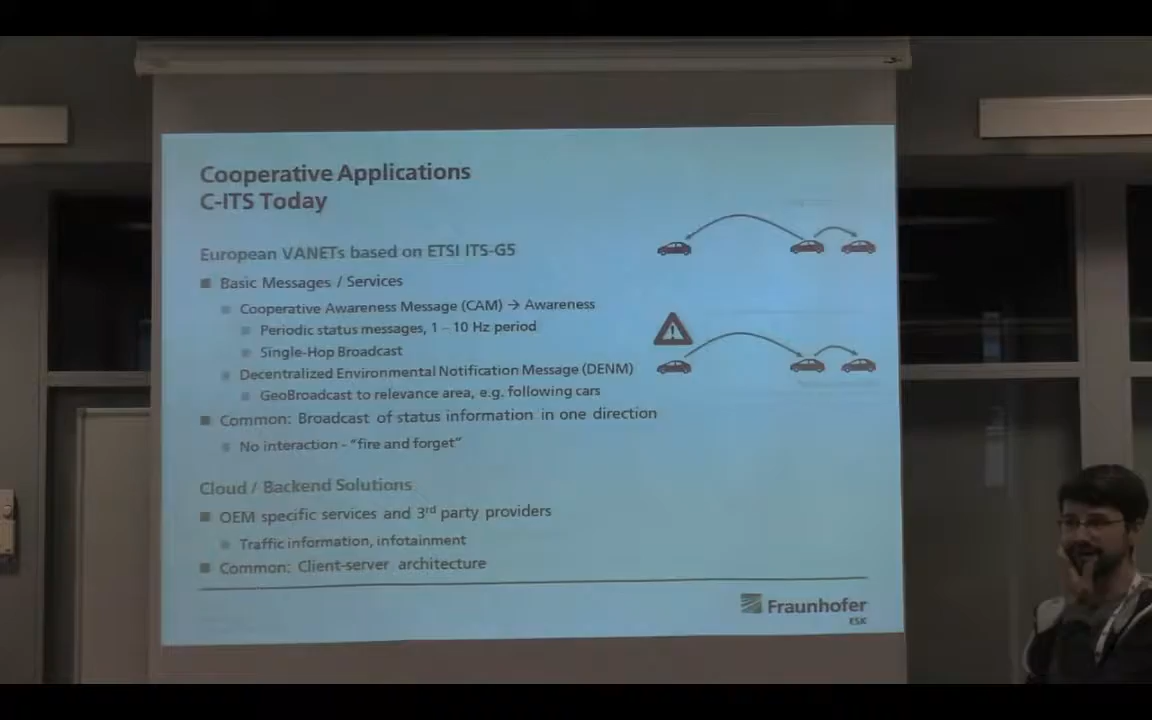 Cooperative Applications
C-ITS Today
European VANETs based on ETSI ITS-G5
Basic Messages / Services
Cooperative Awareness Message (CAM) → Awareness
Periodic status messages, 1 – 10 Hz period
Single-Hop Broadcast
Decentralized Environmental Notification Message (DENM)
GeoBroadcast to relevance area, e.g. following cars
Common: Broadcast of status information in one direction
No interaction – "fire and forget"
Cloud / Backend Solutions
OEM specific services and 3rd party providers
Traffic information, infotainment
Common: Client-server architecture
Fraunhofer
ESK